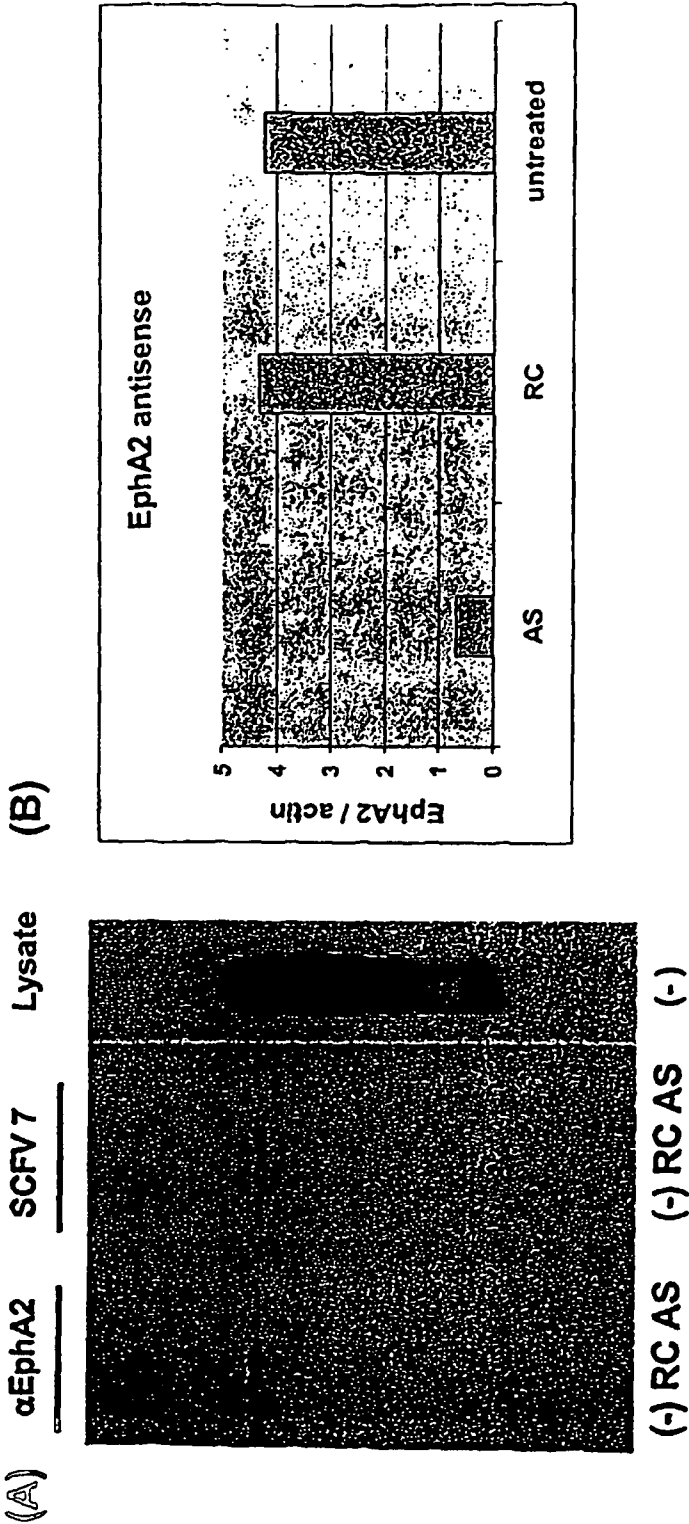 (A)
αEphA2 SCFV 7 Lysate
(-) RC AS (-) RC AS (-)
(B)
EphA2 antisense
EphA2 / actin
5
4
3
2
1
0
AS RC untreated